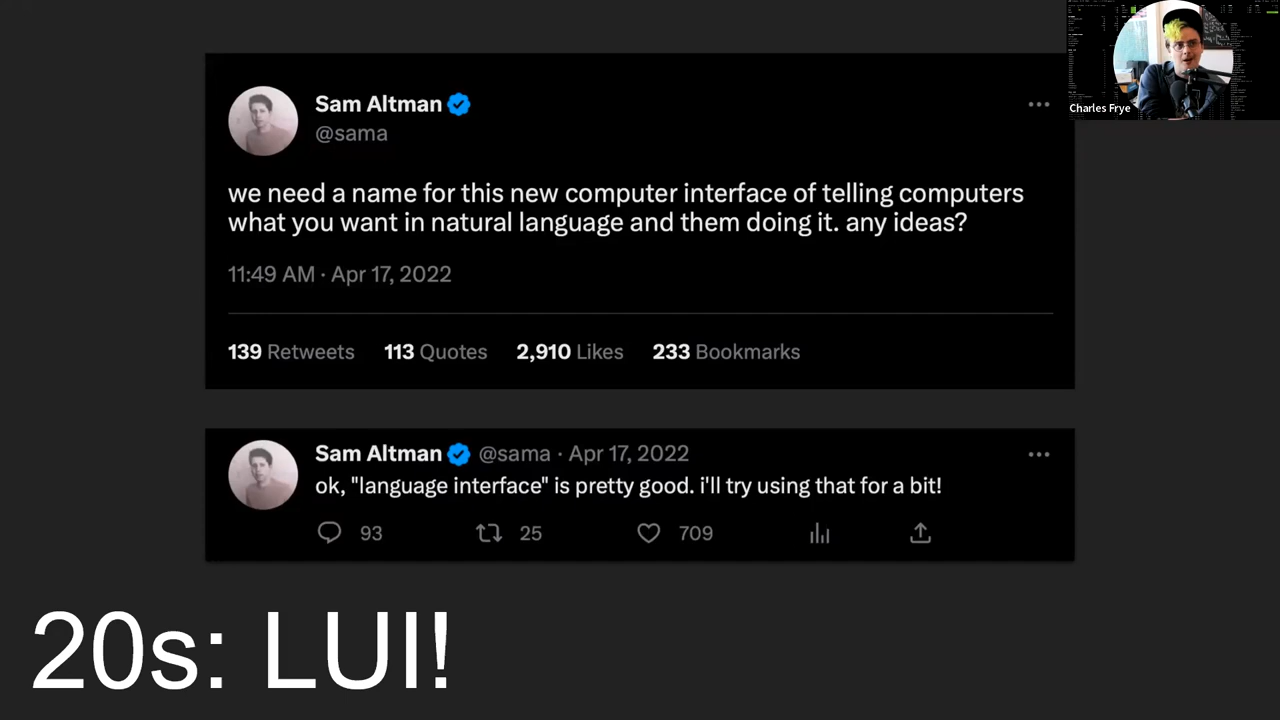 Charles Frye
Sam Altman
@sama
we need a name for this new computer interface of telling computers
what you want in natural language and them doing it. any ideas?
11:49 AM · Apr 17, 2022
139 Retweets 113 Quotes 2,910 Likes 233 Bookmarks
Sam Altman @sama · Apr 17, 2022
ok, "language interface" is pretty good. i'll try using that for a bit!
93 25 709
20s: LUI!